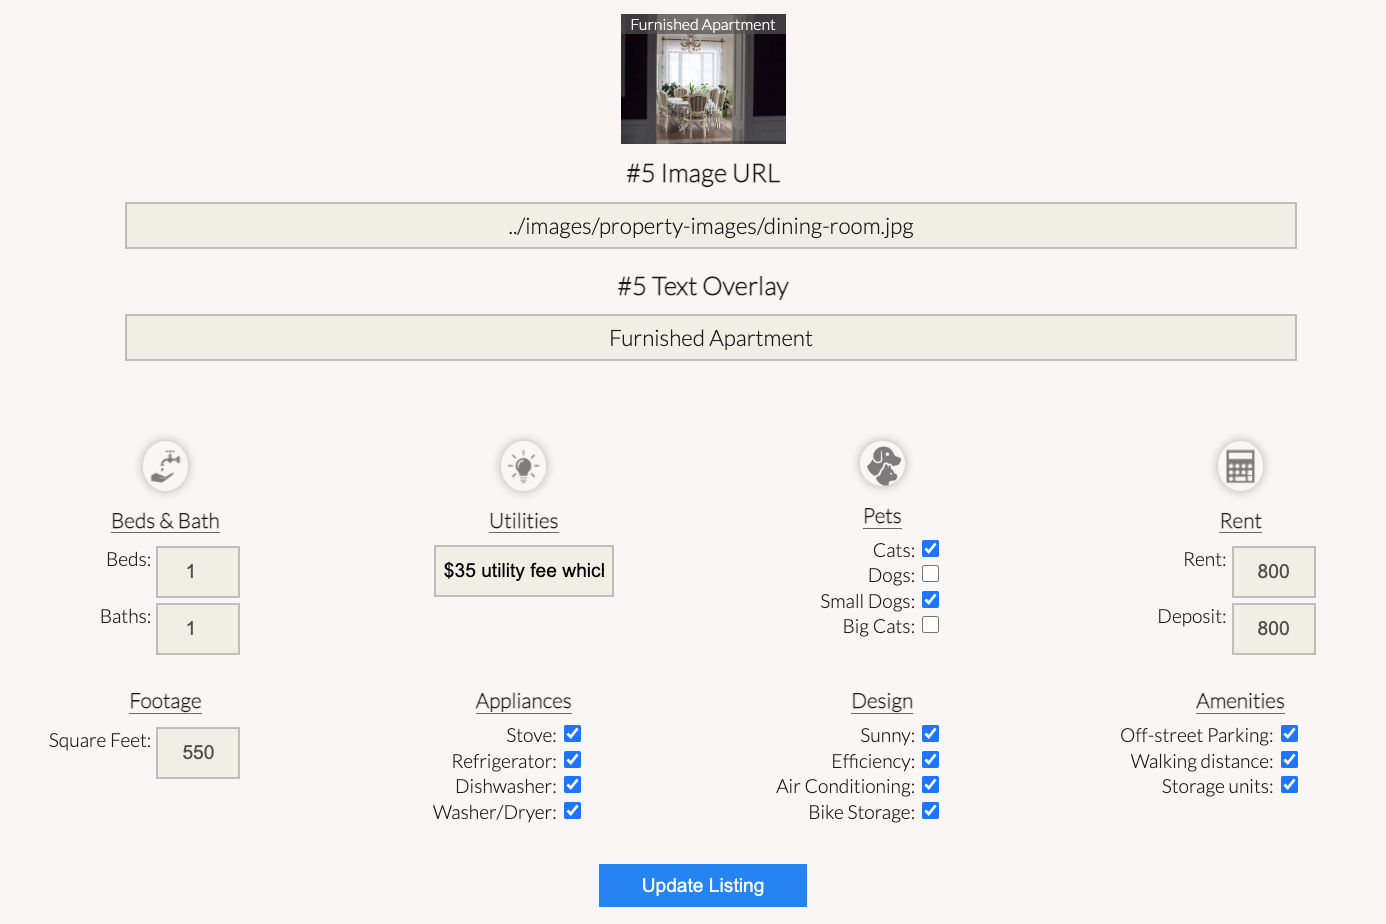 Furnished Apartment
#5 Image URL
../images/property-images/dining-room.jpg
#5 Text Overlay
Furnished Apartment
Beds & Bath
Beds: 1
Baths: 1
Utilities
$35 utility fee which
Pets
Cats:
Dogs:
Small Dogs:
Big Cats:
Rent
Rent: 800
Deposit: 800
Footage
Square Feet: 550
Appliances
Stove:
Refrigerator:
Dishwasher:
Washer/Dryer:
Design
Sunny:
Efficiency:
Air Conditioning:
Bike Storage:
Amenities
Off-street Parking:
Walking distance:
Storage units:
Update Listing